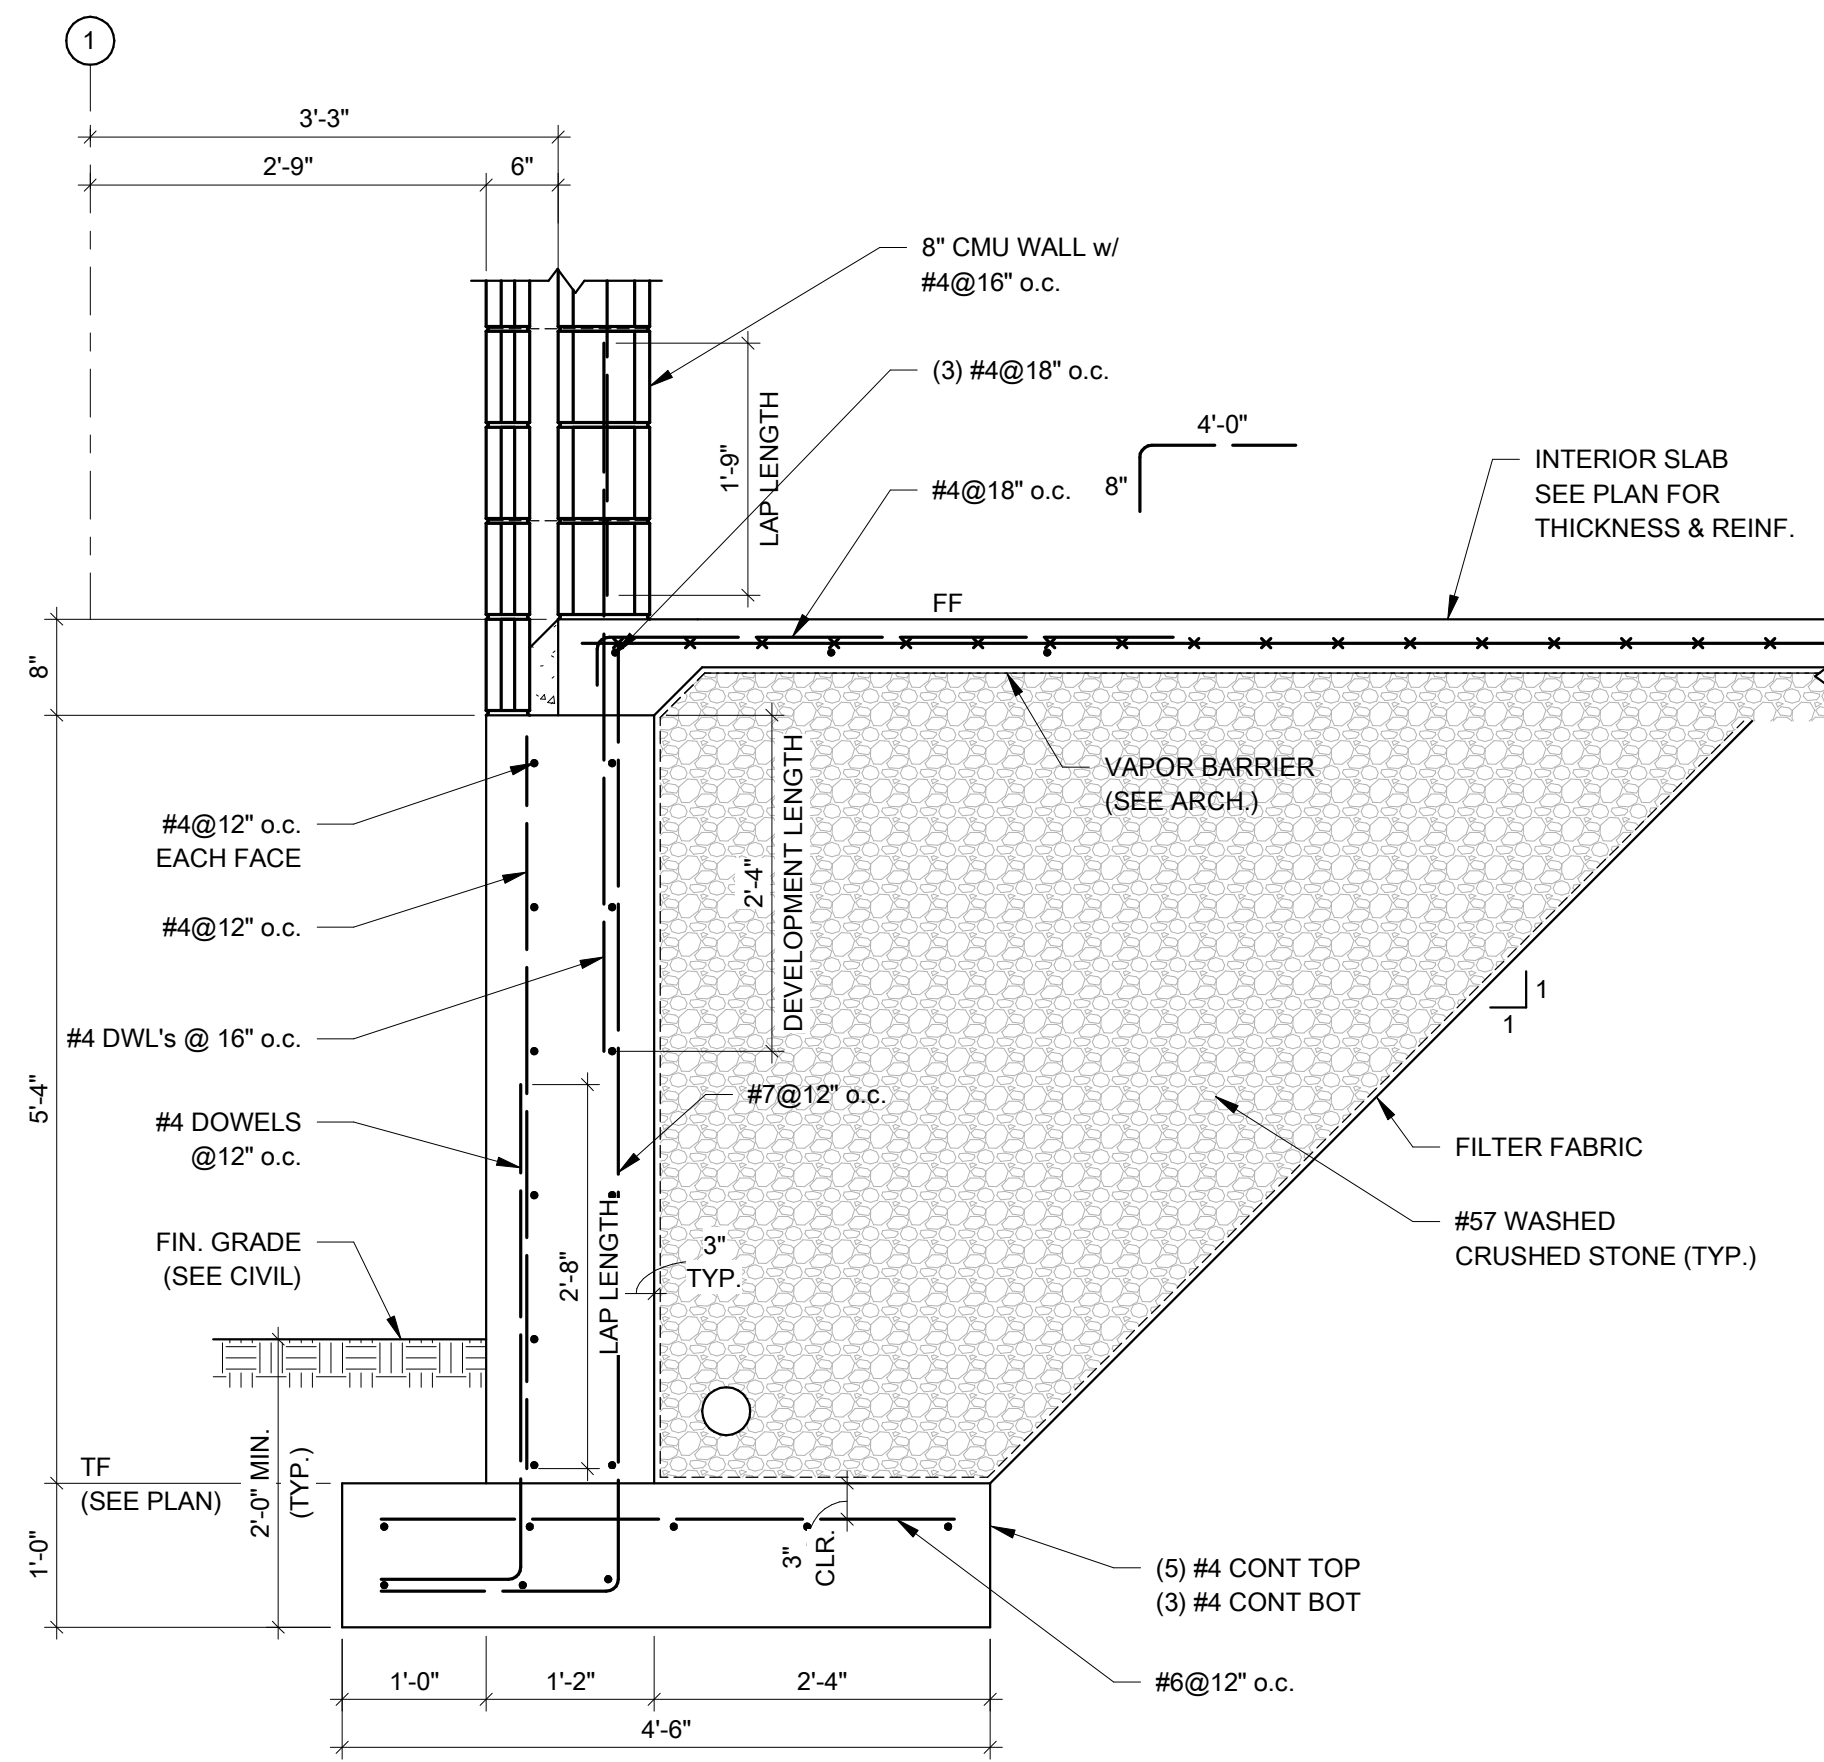 1
3'-3"
2'-9"
6"
8" CMU WALL w/
#4@16" o.c.
(3) #4@18" o.c.
4'-0"
8"
#4@18" o.c.
1'-9"
LAP LENGTH
INTERIOR SLAB
SEE PLAN FOR
THICKNESS & REINF.
FF
8"
VAPOR BARRIER
(SEE ARCH.)
2'-4"
DEVELOPMENT LENGTH
#4@12" o.c.
EACH FACE
#4@12" o.c.
1
1
#4 DWL's @ 16" o.c.
5'-4"
#7@12" o.c.
#4 DOWELS
@12" o.c.
FILTER FABRIC
#57 WASHED
CRUSHED STONE (TYP.)
FIN. GRADE
(SEE CIVIL)
2'-8"
LAP LENGTH
3"
TYP.
TF
(SEE PLAN)
2'-0" MIN.
(TYP.)
1'-0"
3"
CLR.
(5) #4 CONT TOP
(3) #4 CONT BOT
#6@12" o.c.
1'-0"
1'-2"
2'-4"
4'-6"